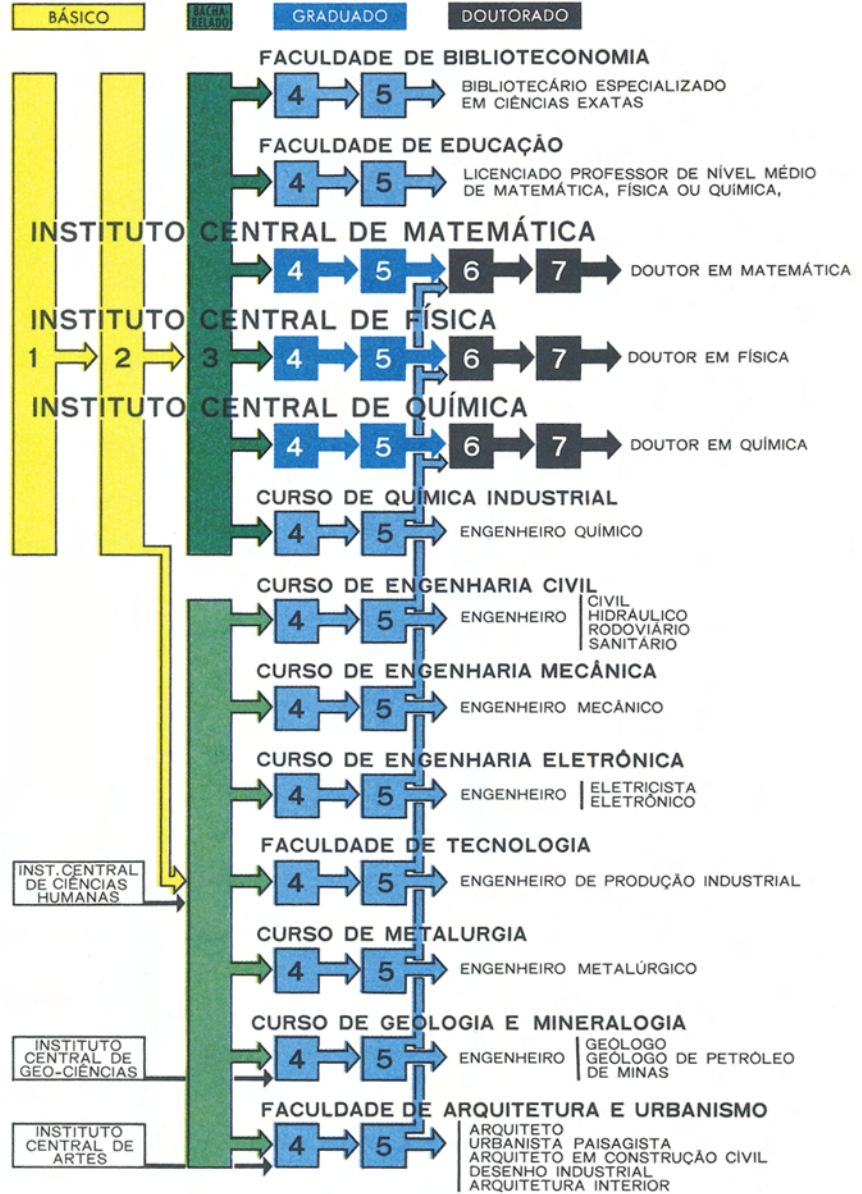 BÁSICO
BACHA-
RELADO
GRADUADO
DOUTORADO
FACULDADE DE BIBLIOTECONOMIA
4
5
BIBLIOTECÁRIO ESPECIALIZADO
EM CIÊNCIAS EXATAS
FACULDADE DE EDUCAÇÃO
4
5
LICENCIADO PROFESSOR DE NÍVEL MÉDIO
DE MATEMÁTICA, FÍSICA OU QUÍMICA,
INSTITUTO CENTRAL DE MATEMÁTICA
4
5
6
7
DOUTOR EM MATEMÁTICA
INSTITUTO CENTRAL DE FÍSICA
1
2
3
4
5
6
7
DOUTOR EM FÍSICA
INSTITUTO CENTRAL DE QUÍMICA
4
5
6
7
DOUTOR EM QUÍMICA
CURSO DE QUÍMICA INDUSTRIAL
4
5
ENGENHEIRO QUÍMICO
CURSO DE ENGENHARIA CIVIL
4
5
ENGENHEIRO
CIVIL
HIDRÁULICO
RODOVIÁRIO
SANITÁRIO
CURSO DE ENGENHARIA MECÂNICA
4
5
ENGENHEIRO MECÂNICO
CURSO DE ENGENHARIA ELETRÔNICA
4
5
ENGENHEIRO
ELETRICISTA
ELETRÔNICO
FACULDADE DE TECNOLOGIA
INST. CENTRAL
DE CIÊNCIAS
HUMANAS
4
5
ENGENHEIRO DE PRODUÇÃO INDUSTRIAL
CURSO DE METALURGIA
4
5
ENGENHEIRO METALÚRGICO
CURSO DE GEOLOGIA E MINERALOGIA
INSTITUTO
CENTRAL DE
GEO-CIÊNCIAS
4
5
ENGENHEIRO
GEÓLOGO
GEÓLOGO DE PETRÓLEO
DE MINAS
FACULDADE DE ARQUITETURA E URBANISMO
INSTITUTO
CENTRAL DE
ARTES
4
5
ARQUITETO
URBANISTA PAISAGISTA
ARQUITETO EM CONSTRUÇÃO CÍVIL
DESENHO INDUSTRIAL
ARQUITETURA INTERIOR